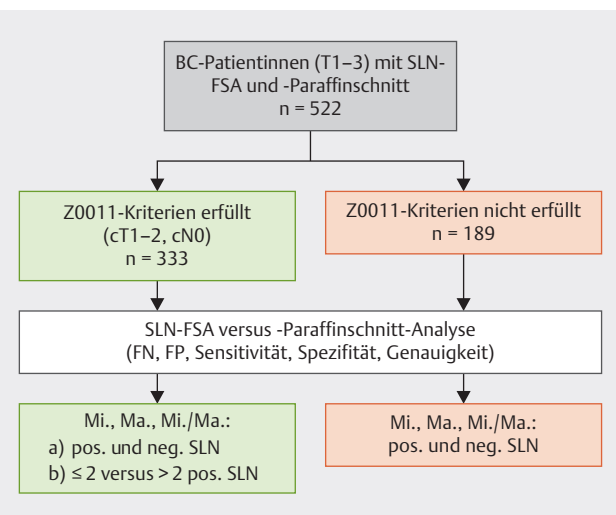 BC-Patientinnen (T1–3) mit SLN-
FSA und -Paraffinschnitt
n = 522
Z0011-Kriterien erfüllt
(cT1–2, cN0)
n = 333
Z0011-Kriterien nicht erfüllt
n = 189
SLN-FSA versus -Paraffinschnitt-Analyse
(FN, FP, Sensitivität, Spezifität, Genauigkeit)
Mi., Ma., Mi./Ma.:
a) pos. und neg. SLN
b) ≤ 2 versus > 2 pos. SLN
Mi., Ma., Mi./Ma.:
pos. und neg. SLN